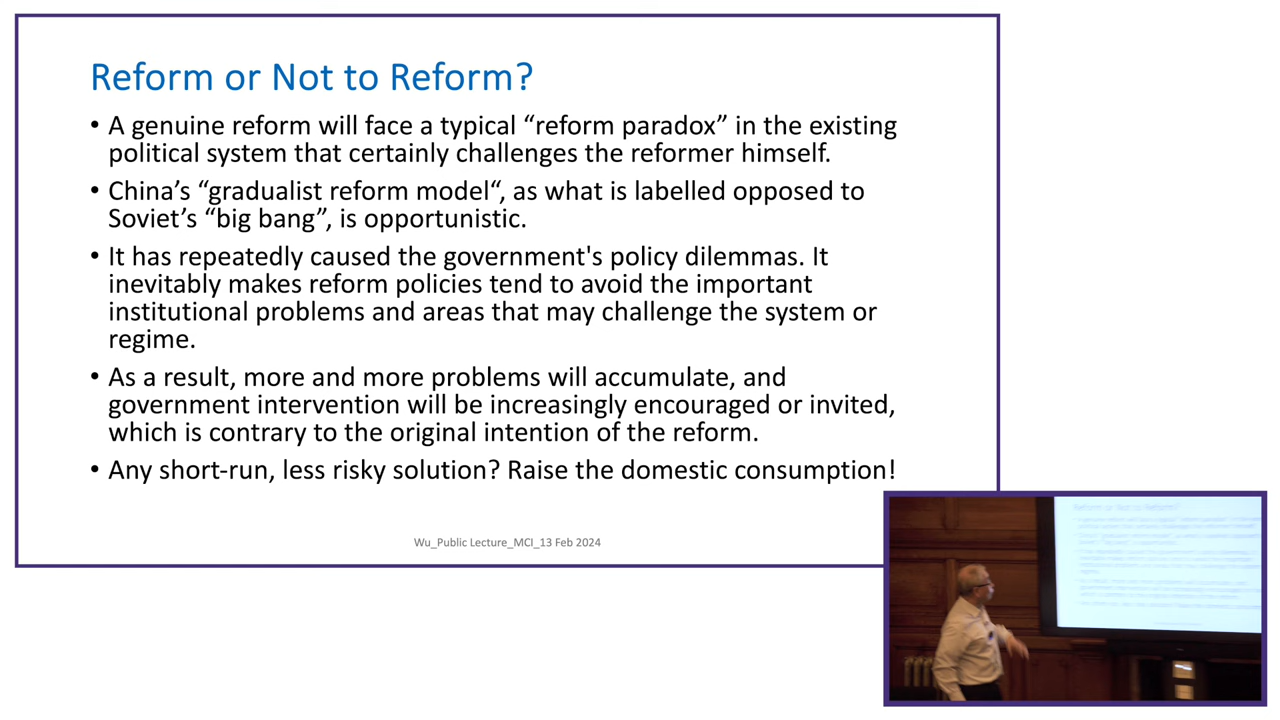 Reform or Not to Reform?
• A genuine reform will face a typical “reform paradox” in the existing
political system that certainly challenges the reformer himself.
• China’s “gradualist reform model“, as what is labelled opposed to
Soviet’s “big bang”, is opportunistic.
• It has repeatedly caused the government's policy dilemmas. It
inevitably makes reform policies tend to avoid the important
institutional problems and areas that may challenge the system or
regime.
• As a result, more and more problems will accumulate, and
government intervention will be increasingly encouraged or invited,
which is contrary to the original intention of the reform.
• Any short-run, less risky solution? Raise the domestic consumption!
Wu_Public Lecture_MCI_13 Feb 2024
Reform or Not to Reform?